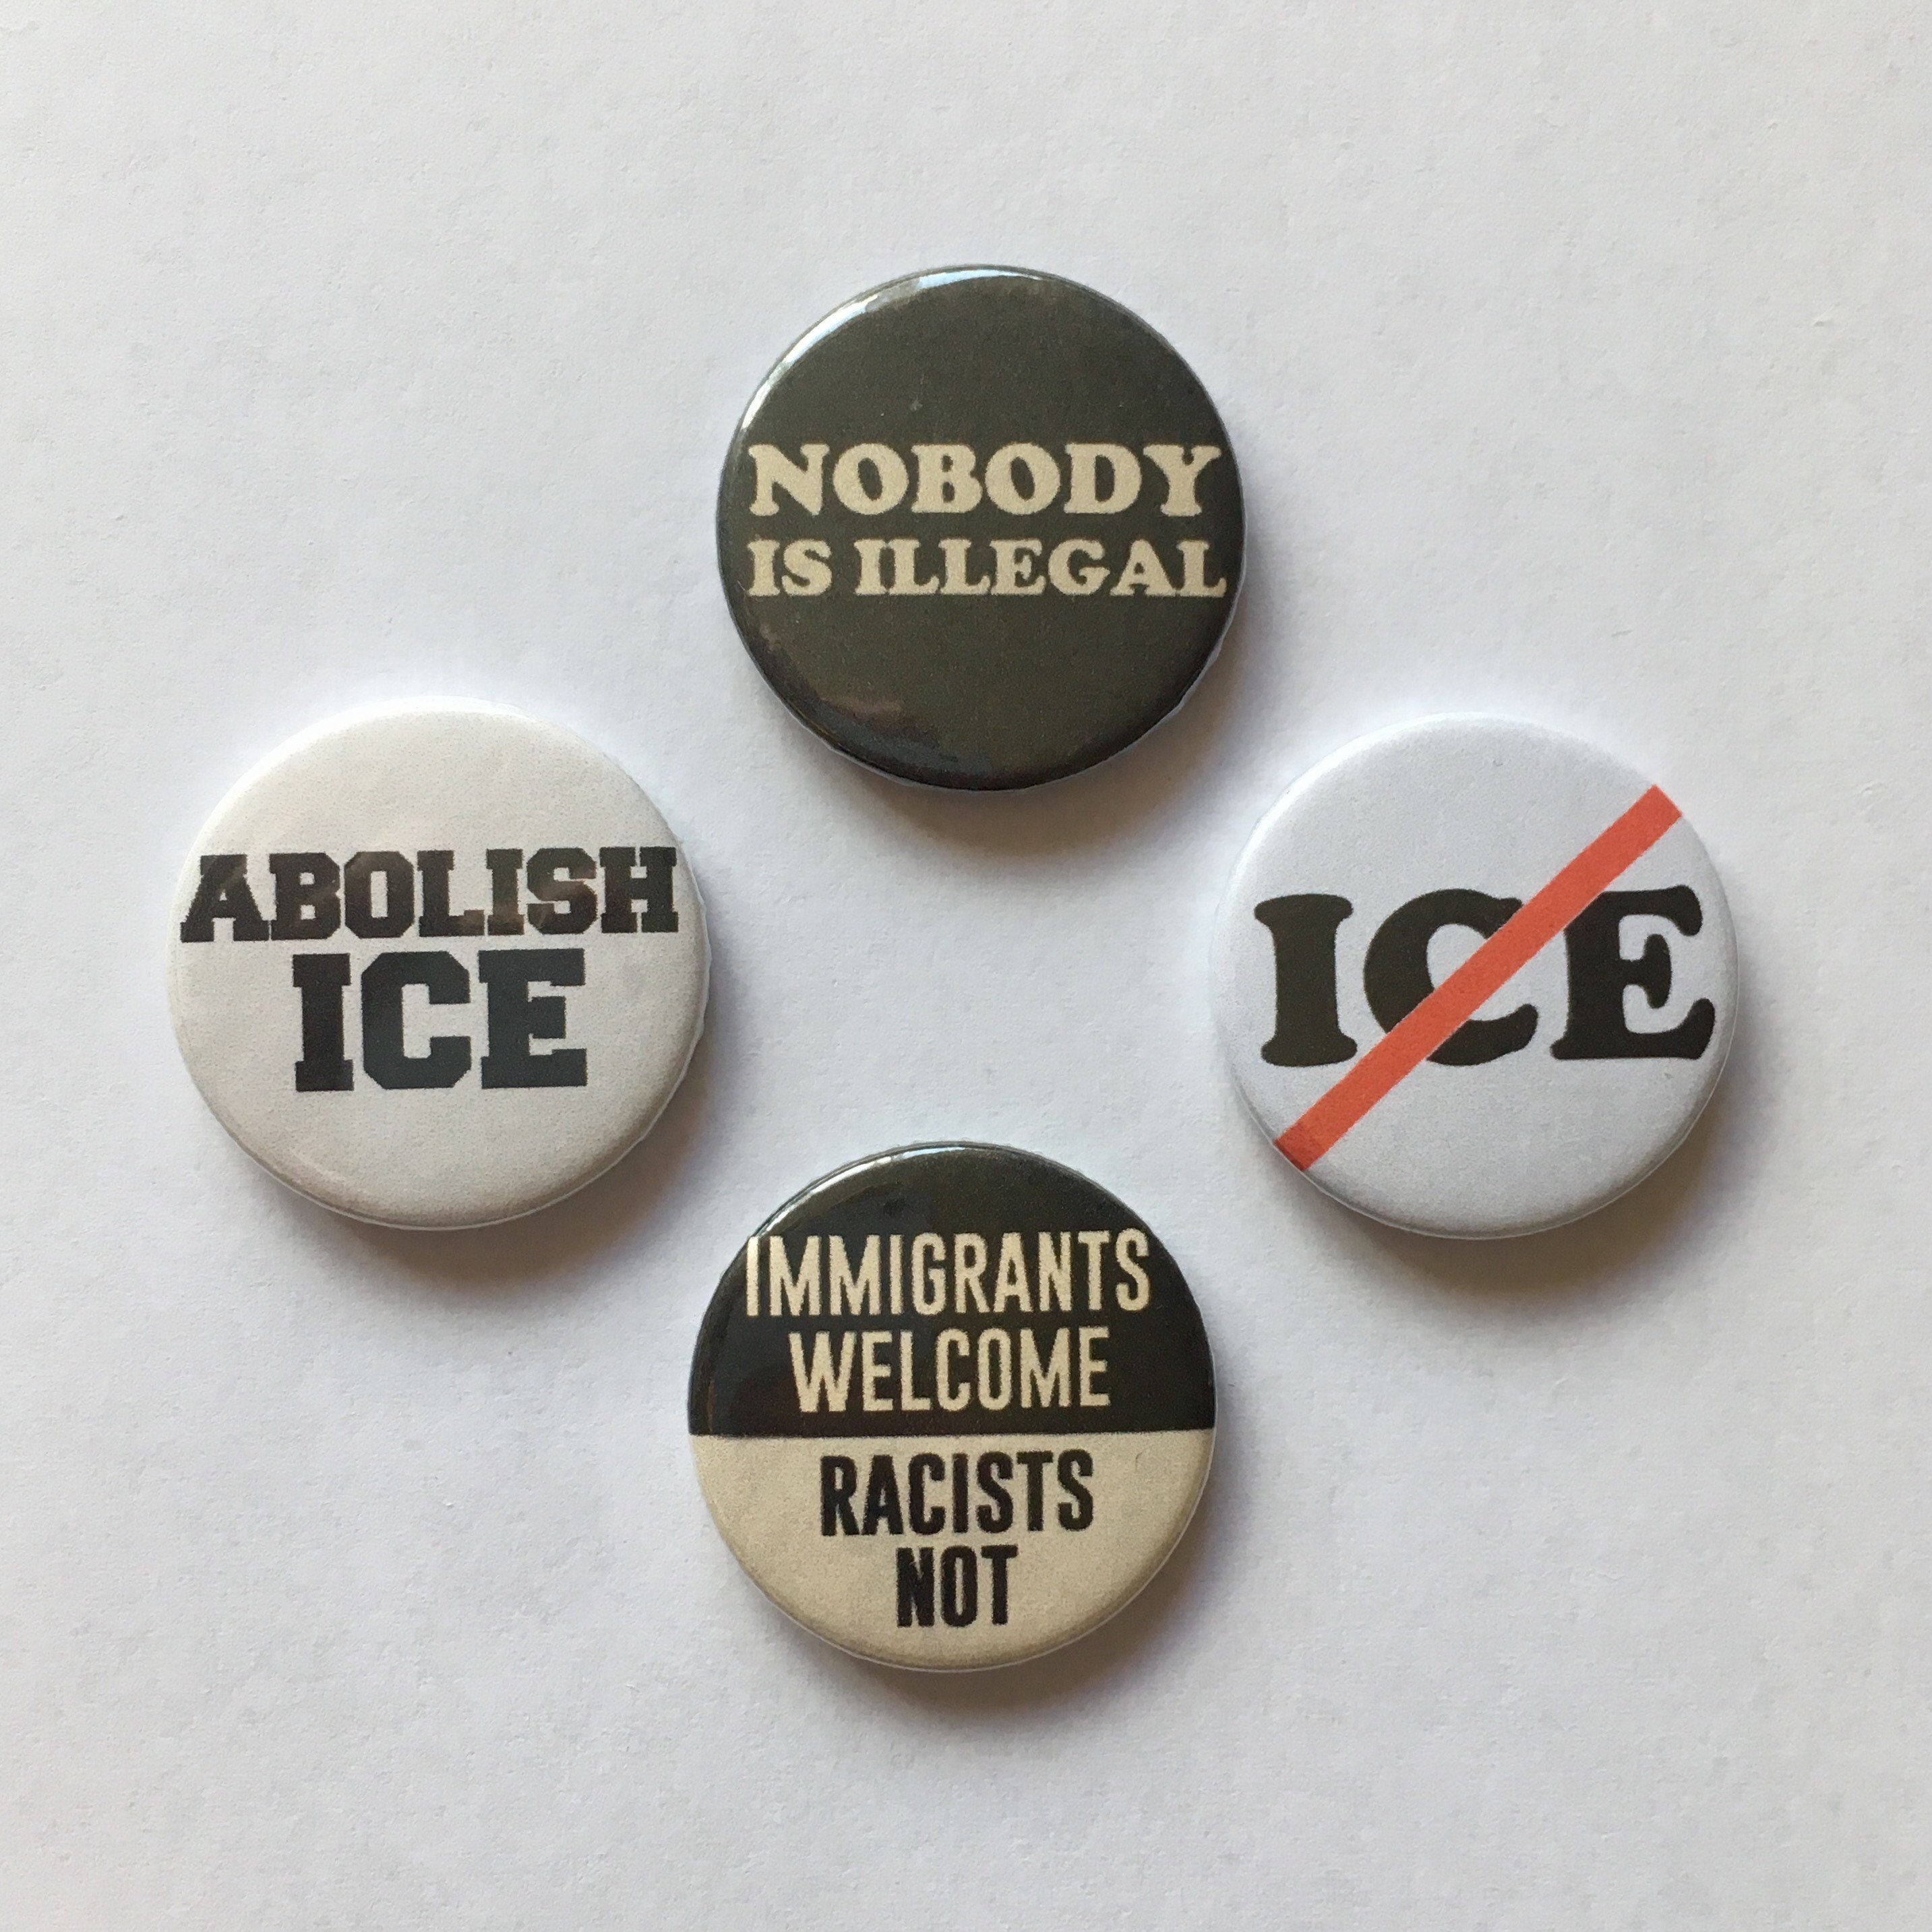 NOBODY
IS ILLEGAL
ABOLISH
ICE
ICE
IMMIGRANTS
WELCOME
RACISTS
NOT